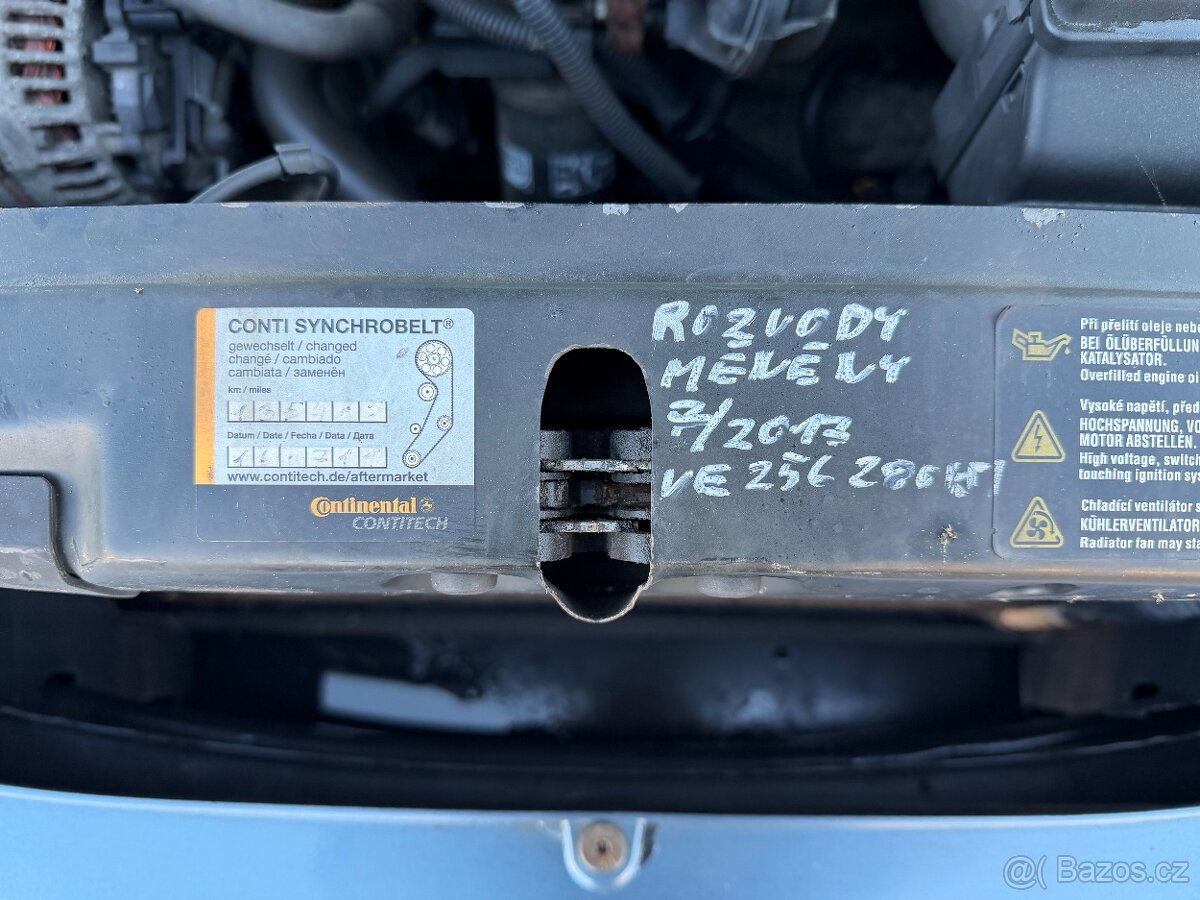 CONTI SYNCHROBELT®
gewechselt / changed
changé / cambiado
cambiata / заменён
km / miles
Datum / Date / Fecha / Data / Дата
www.contitech.de/aftermarket
Continental
CONTITECH
ROZVODY
MĚNĚNY
7/2013
VE 256 280 KM
Při přelití oleje nebe
BEI ÖLÜBERFÜLLUN
KATALYSATOR.
Overfilled engine oi
Vysoké napětí, před
HOCHSPANNUNG, VO
MOTOR ABSTELLEN.
High voltage, switch
touching ignition sys
Chladící ventilátor s
KÜHLERVENTILATOR
Radiator fan may sta
Bazos.cz